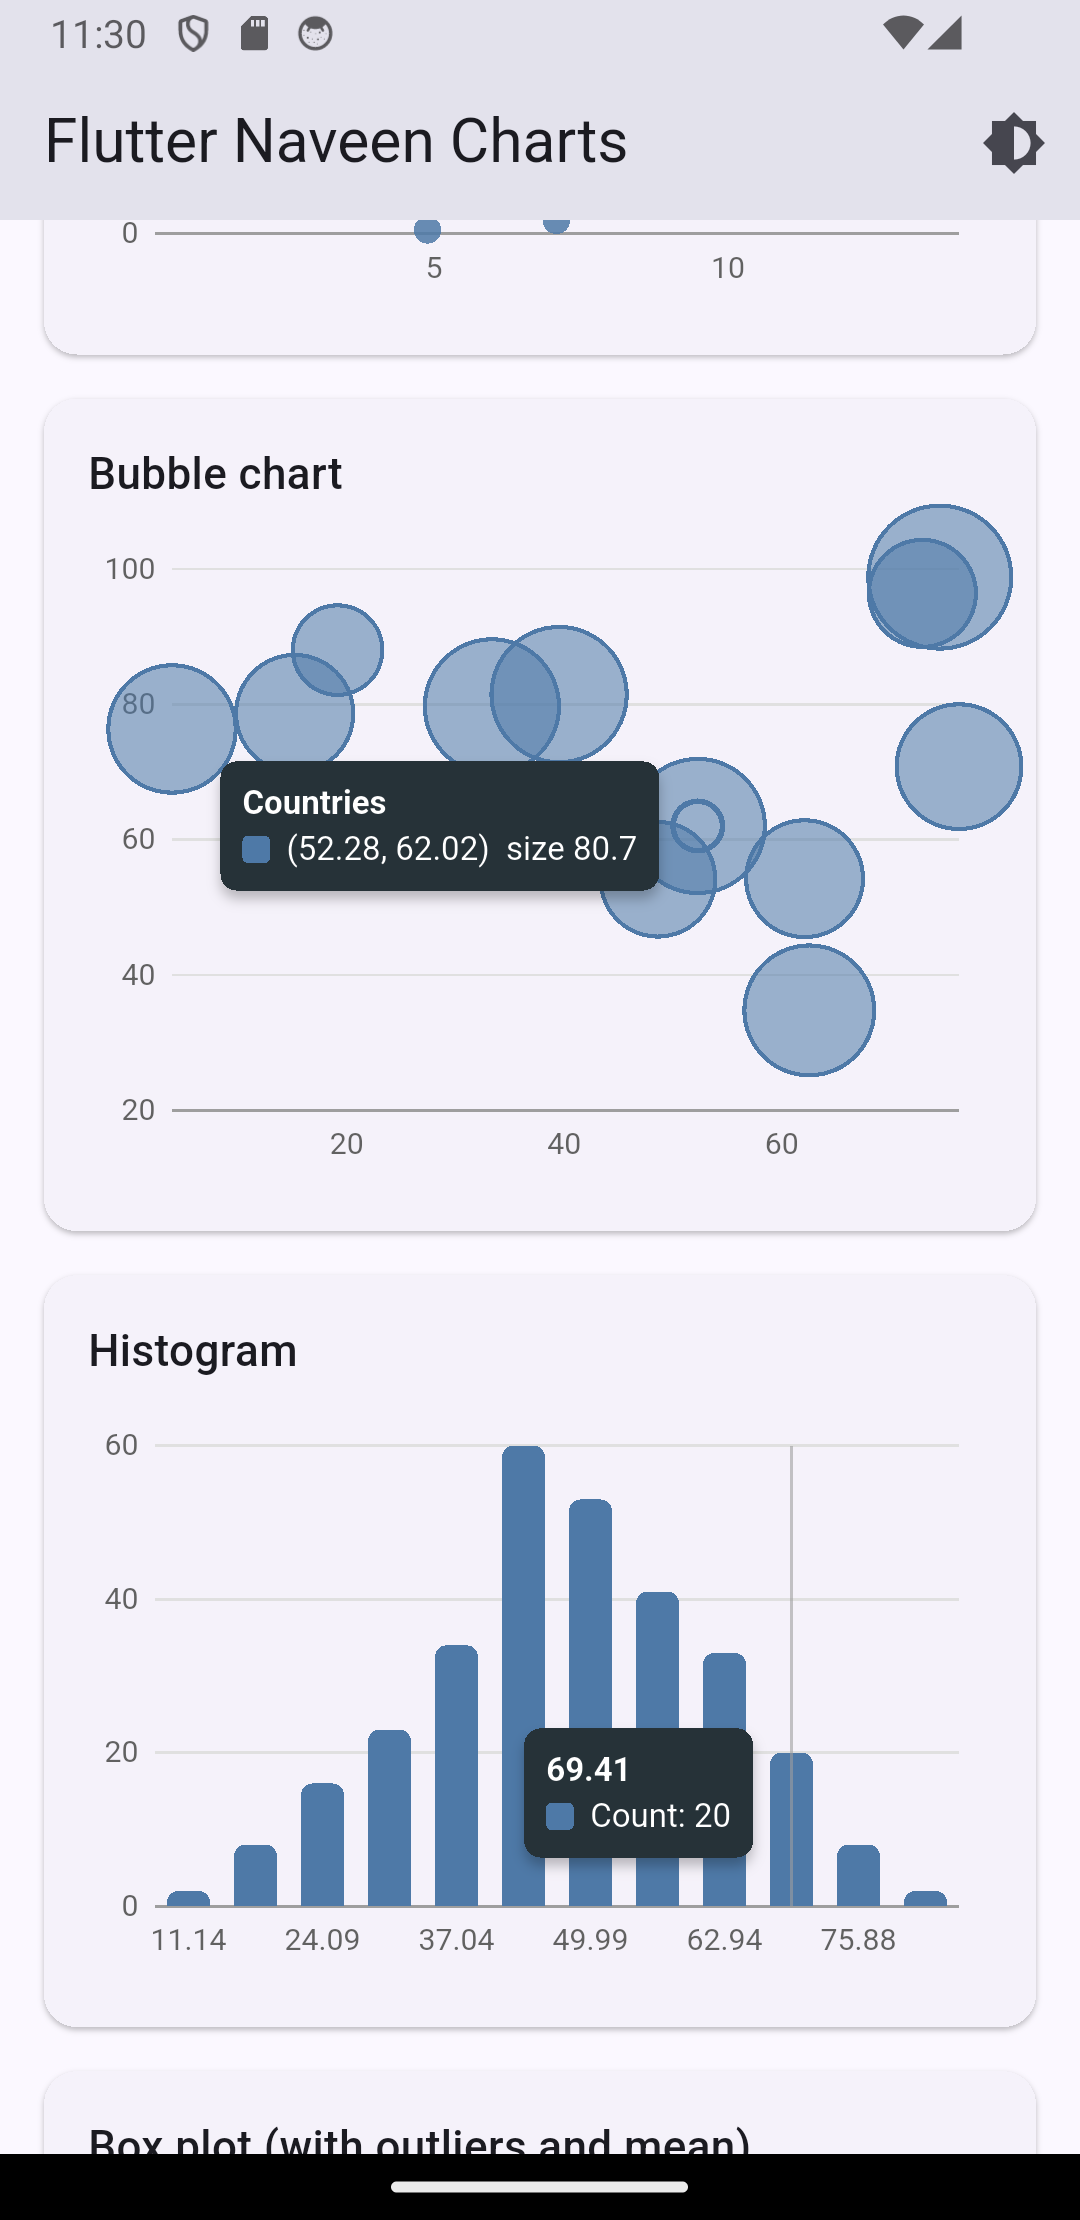 11:30
Flutter Naveen Charts
0
5 10
Bubble chart
100
80
Countries
60
(52.28, 62.02) size 80.7
40
20
20 40 60
Histogram
60
40
20
69.41
Count: 20
0
11.14 24.09 37.04 49.99 62.94 75.88
Box plot (with outliers and mean)